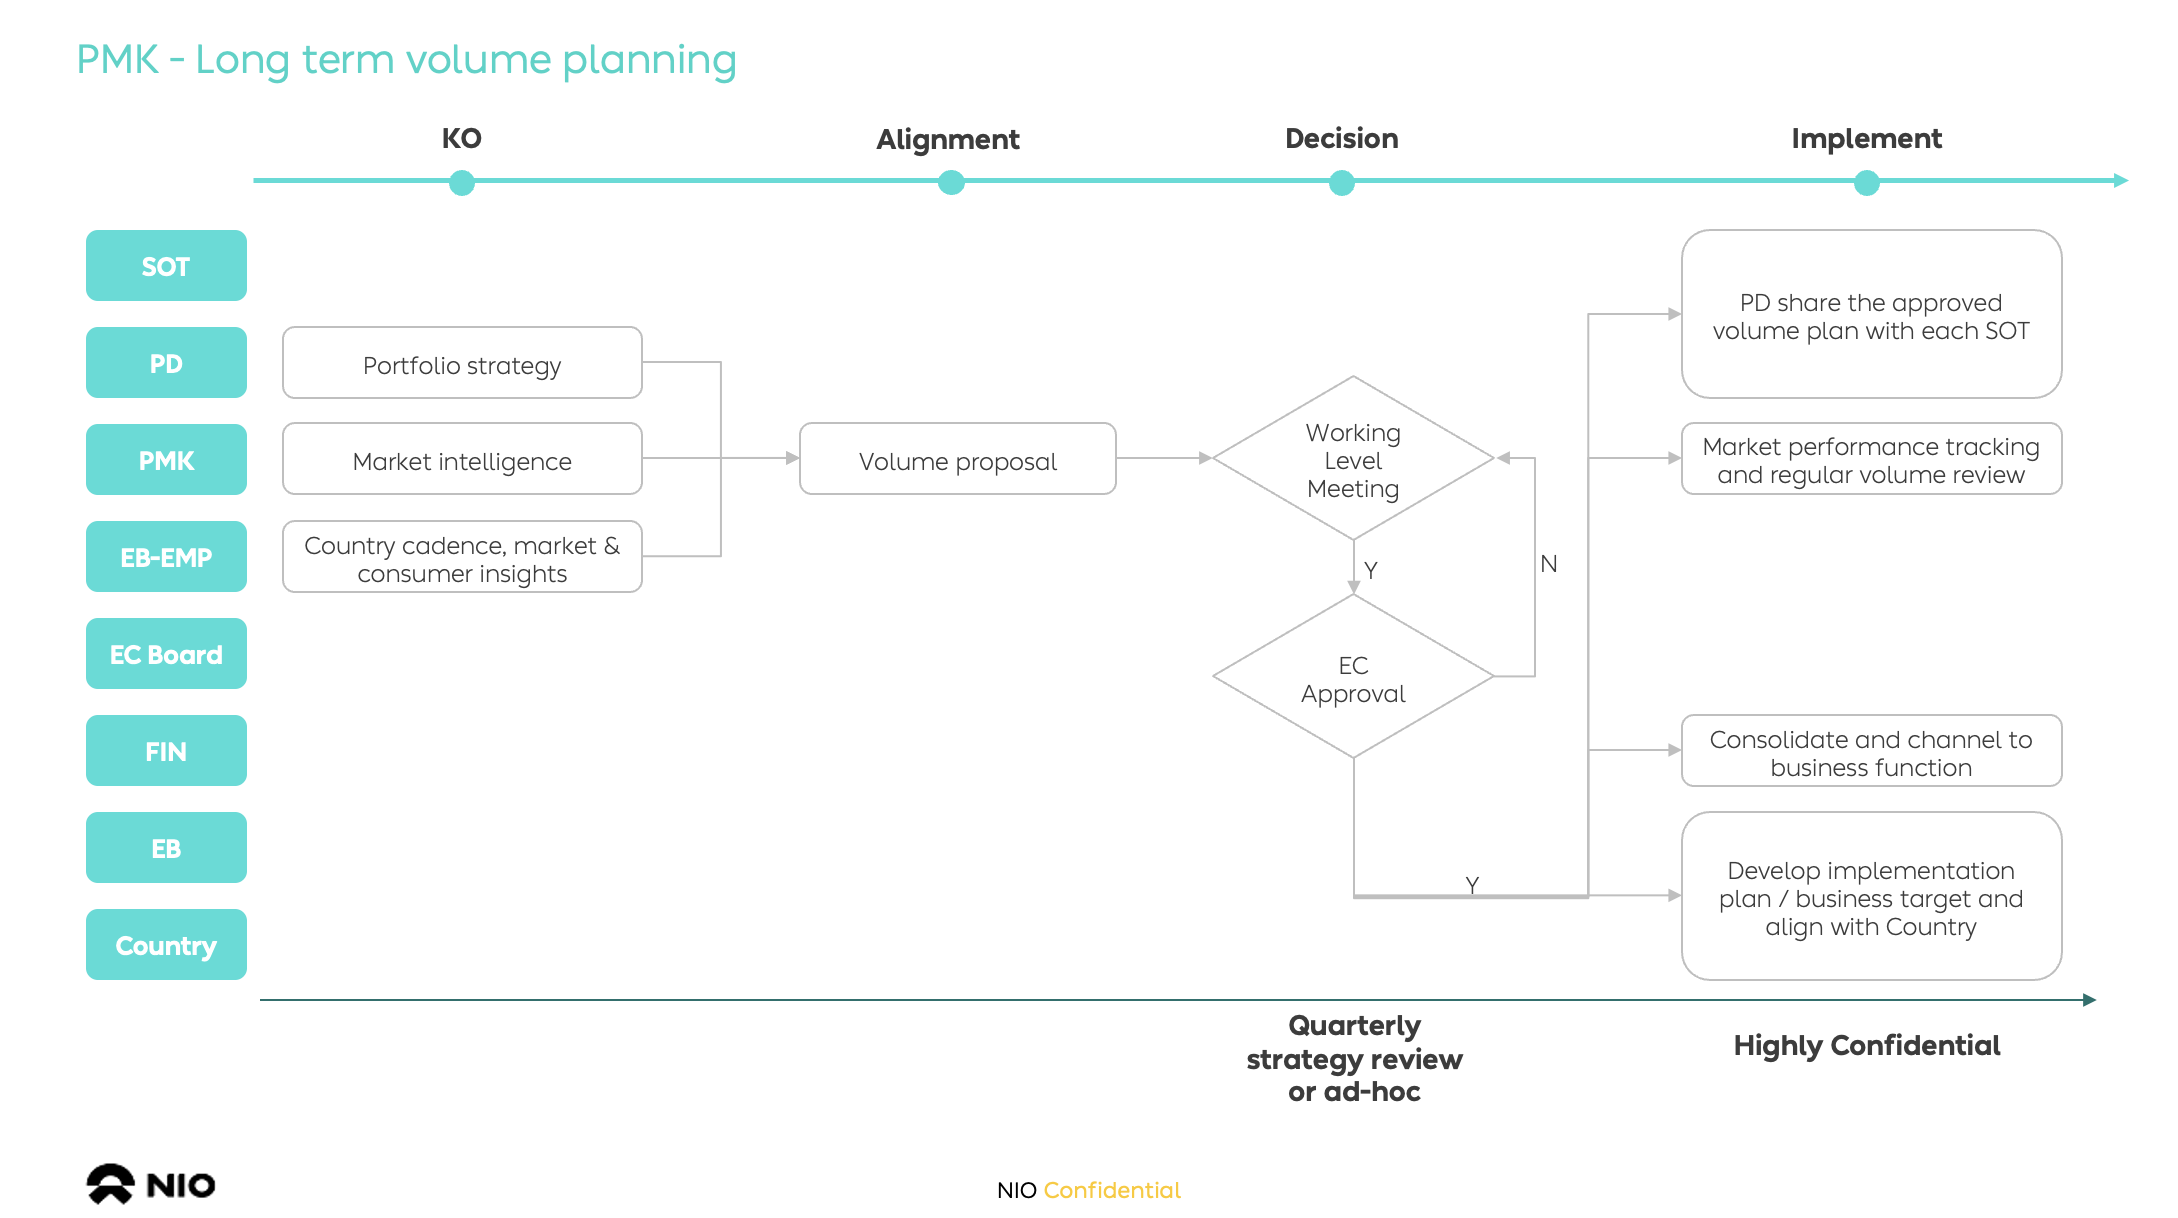 PMK - Long term volume planning
KO
Alignment
Decision
Implement
SOT
PD
PMK
EB-EMP
EC Board
FIN
EB
Country
Portfolio strategy
Market intelligence
Country cadence, market &
consumer insights
Volume proposal
Working
Level
Meeting
Y
N
EC
Approval
Y
PD share the approved
volume plan with each SOT
Market performance tracking
and regular volume review
Consolidate and channel to
business function
Develop implementation
plan / business target and
align with Country
Quarterly
strategy review
or ad-hoc
Highly Confidential
NIO
NIO Confidential